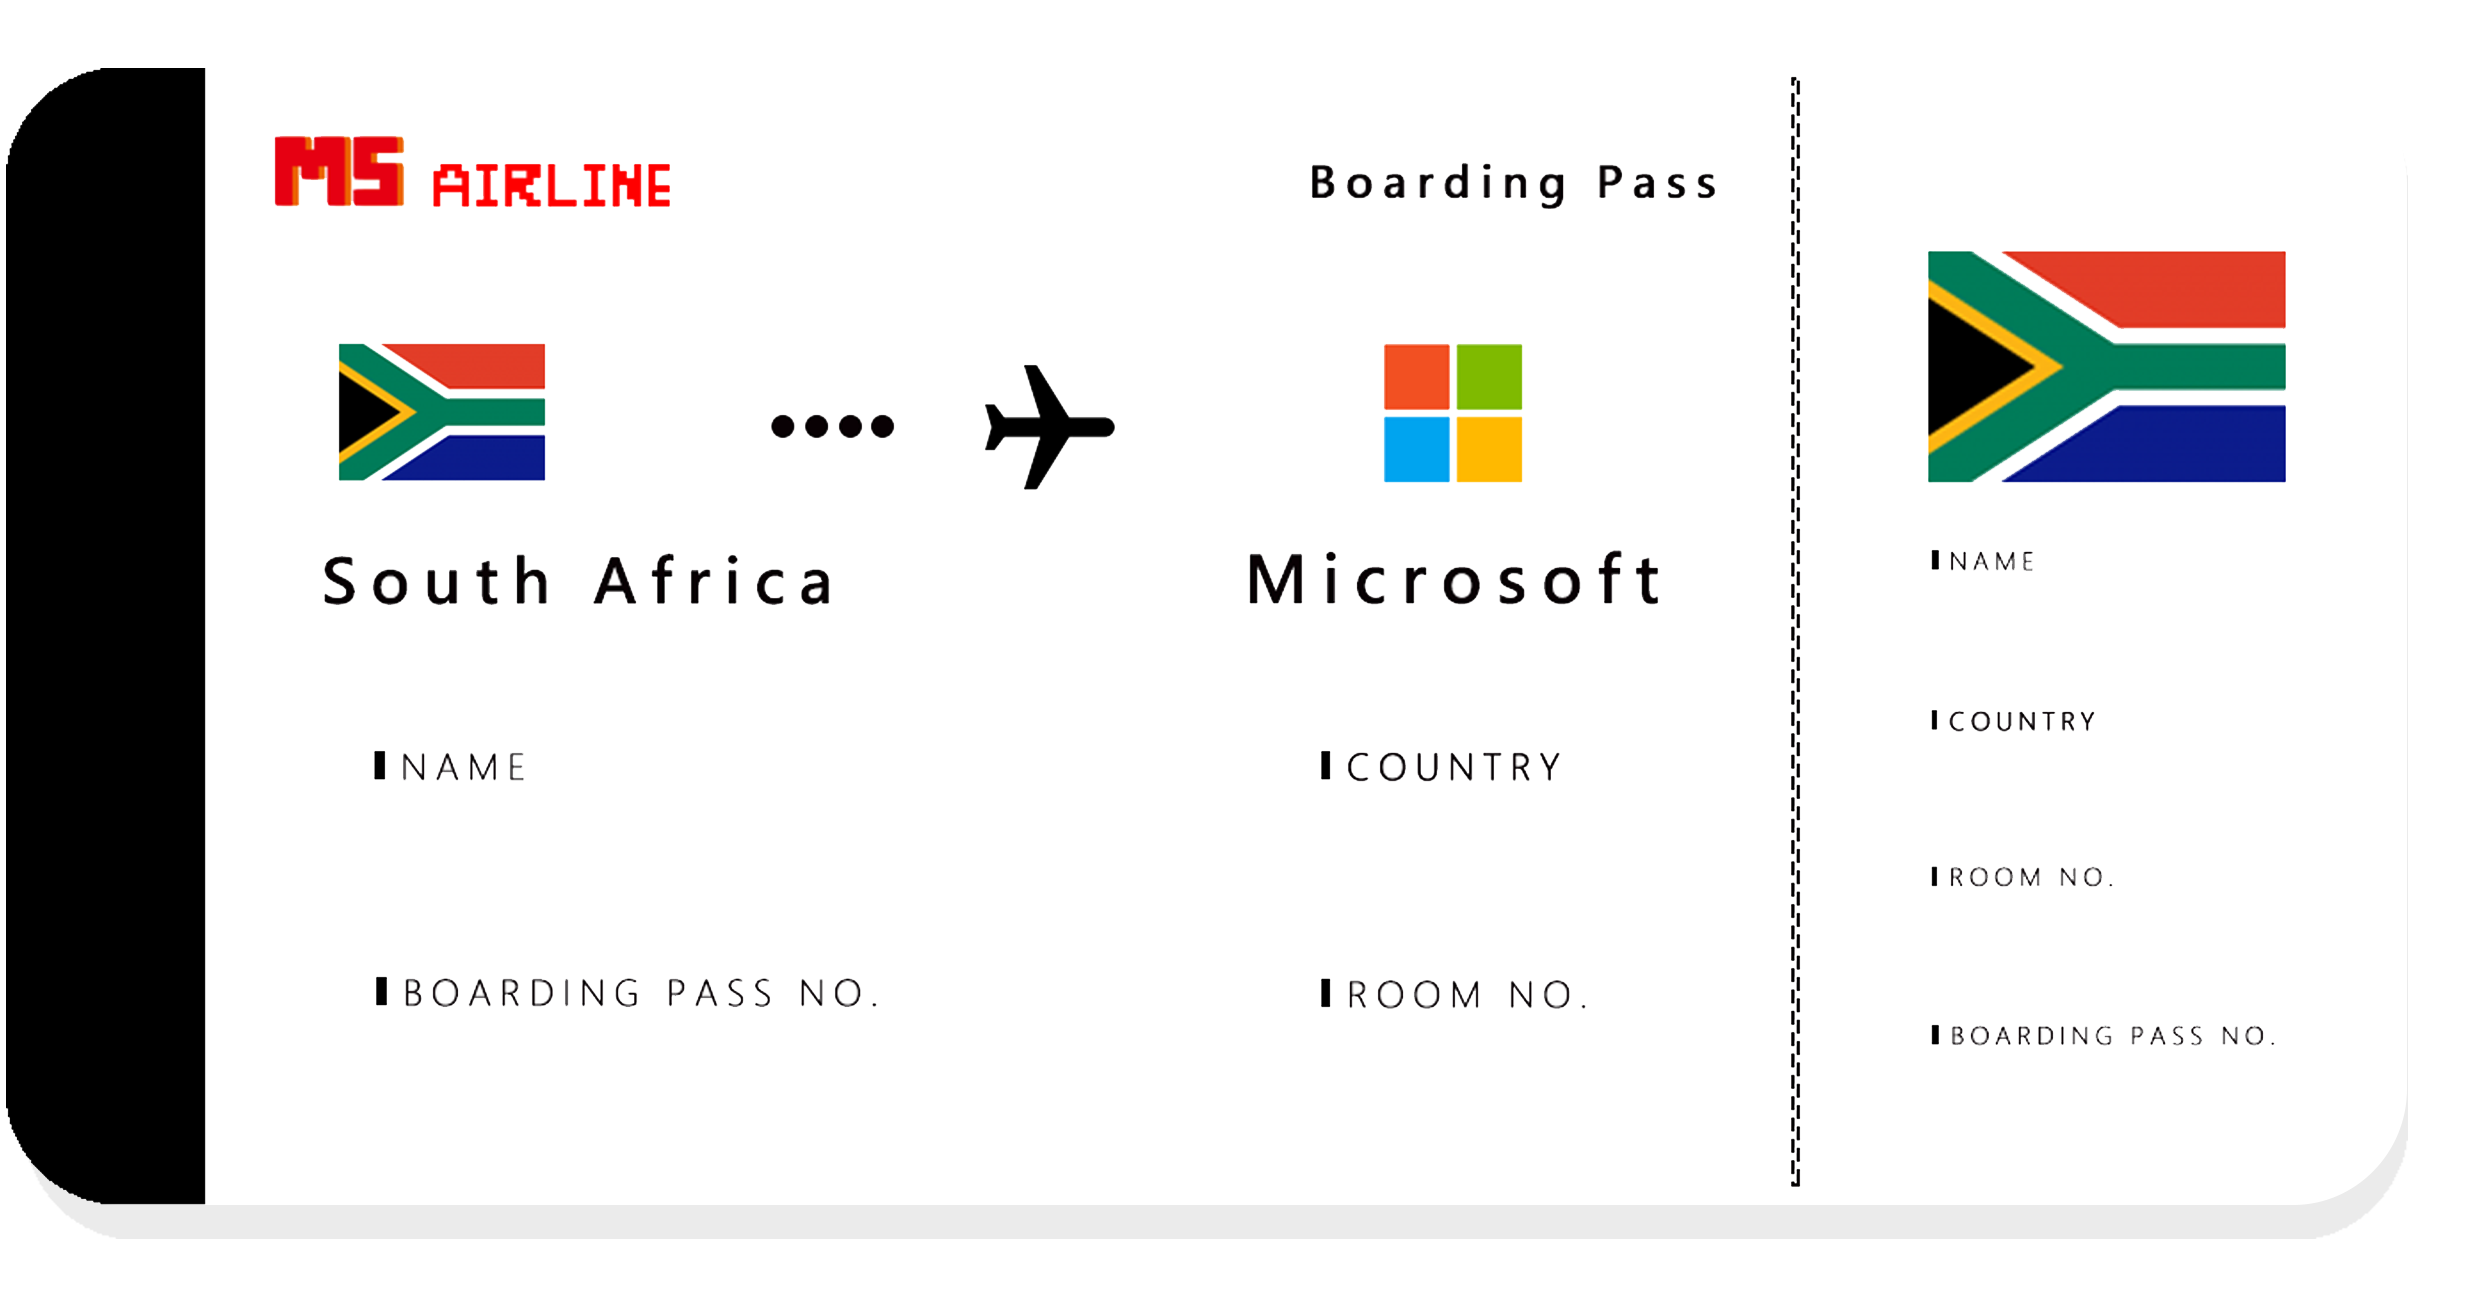 MS AIRLINE
Boarding Pass
South Africa
Microsoft
NAME
COUNTRY
BOARDING PASS NO.
ROOM NO.
NAME
COUNTRY
ROOM NO.
BOARDING PASS NO.